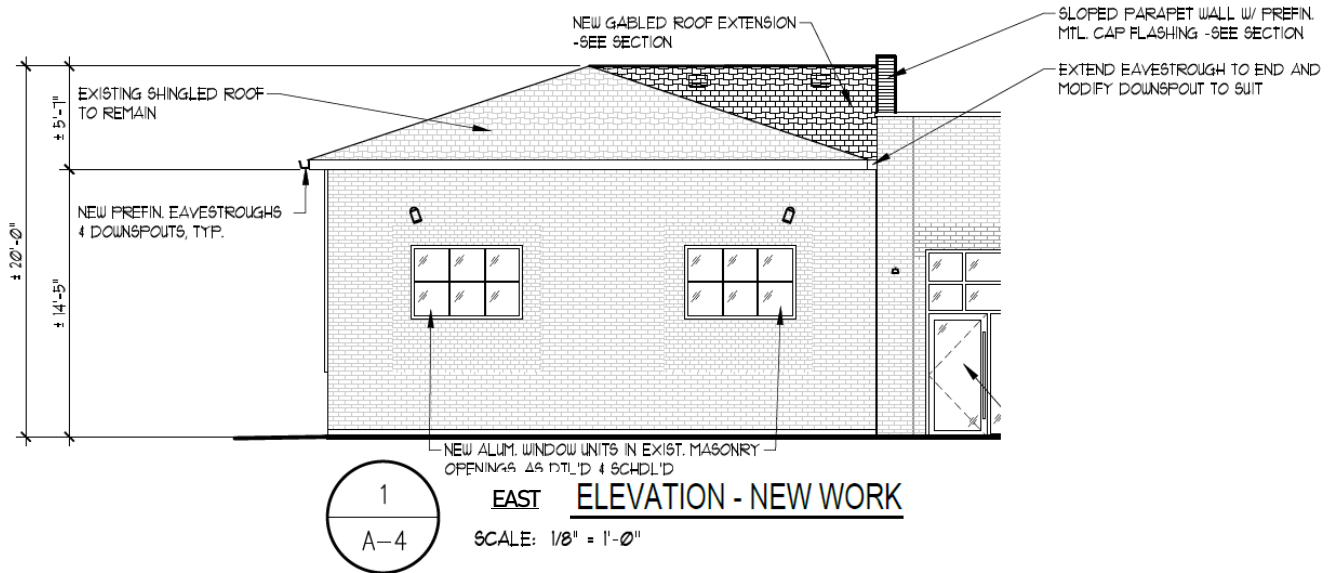 NEW GABLED ROOF EXTENSION
-SEE SECTION
SLOPED PARAPET WALL W/ PREFIN.
MTL. CAP FLASHING -SEE SECTION
EXTEND EAVESTROUGH TO END AND
MODIFY DOWNSPOUT TO SUIT
EXISTING SHINGLED ROOF
TO REMAIN
± 5'-7"
NEW PREFIN. EAVESTROUGHS
& DOWNSPOUTS, TYP.
± 20'-0"
± 14'-5"
NEW ALUM. WINDOW UNITS IN EXIST. MASONRY
OPENINGS AS DTL'D & SCHDL'D
1
A-4
EAST ELEVATION - NEW WORK
SCALE: 1/8" = 1'-0"